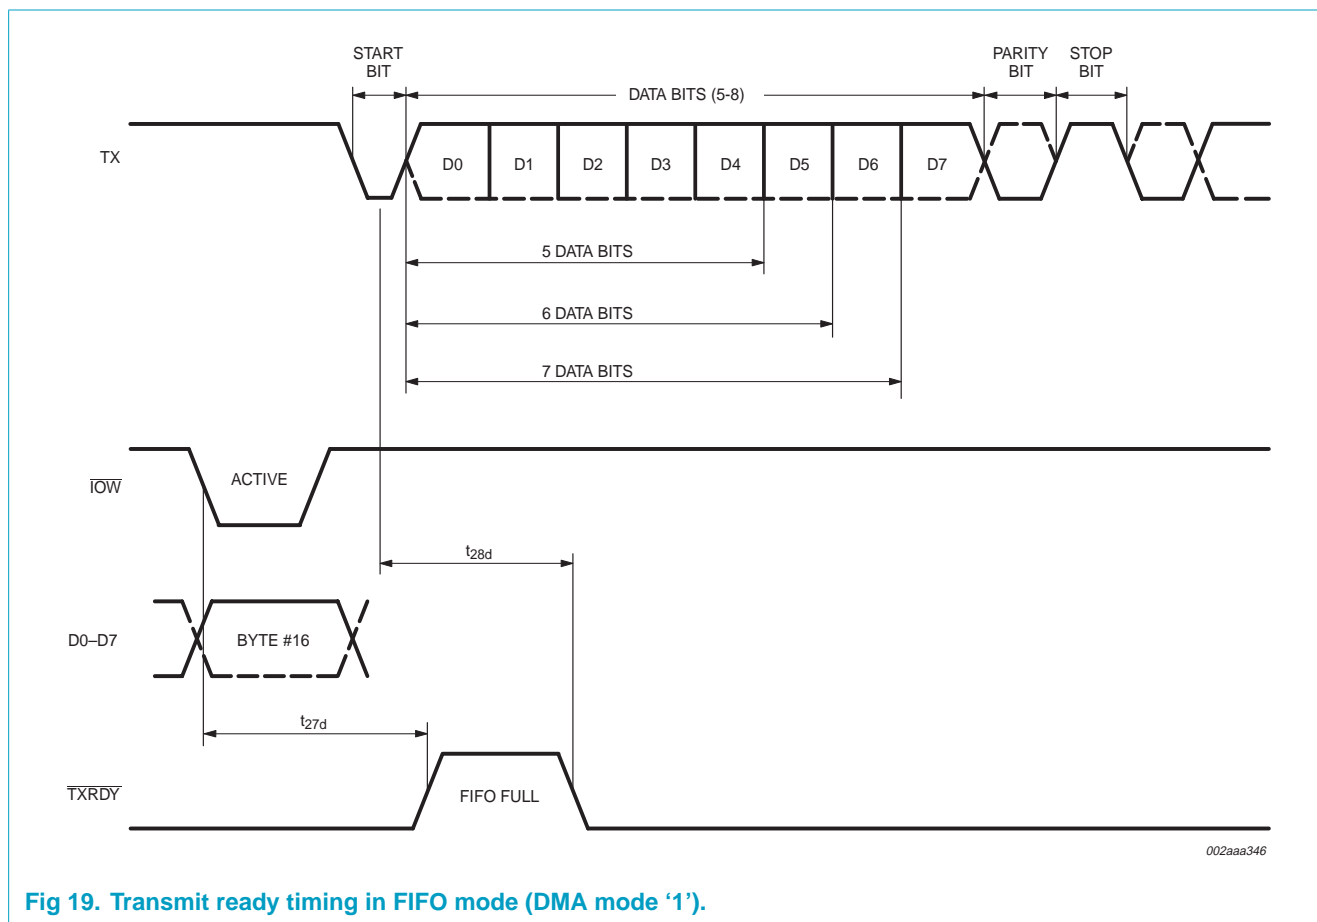 START
BIT
PARITY
BIT
STOP
BIT
DATA BITS (5-8)
TX
D0
D1
D2
D3
D4
D5
D6
D7
5 DATA BITS
6 DATA BITS
7 DATA BITS
IOW
ACTIVE
t28d
D0–D7
BYTE #16
t27d
TXRDY
FIFO FULL
002aaa346
Fig 19. Transmit ready timing in FIFO mode (DMA mode ‘1’).